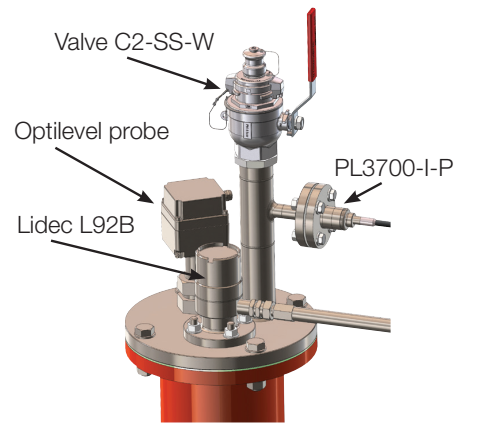 Valve C2-SS-W
Optilevel probe
PL3700-I-P
Lidec L92B